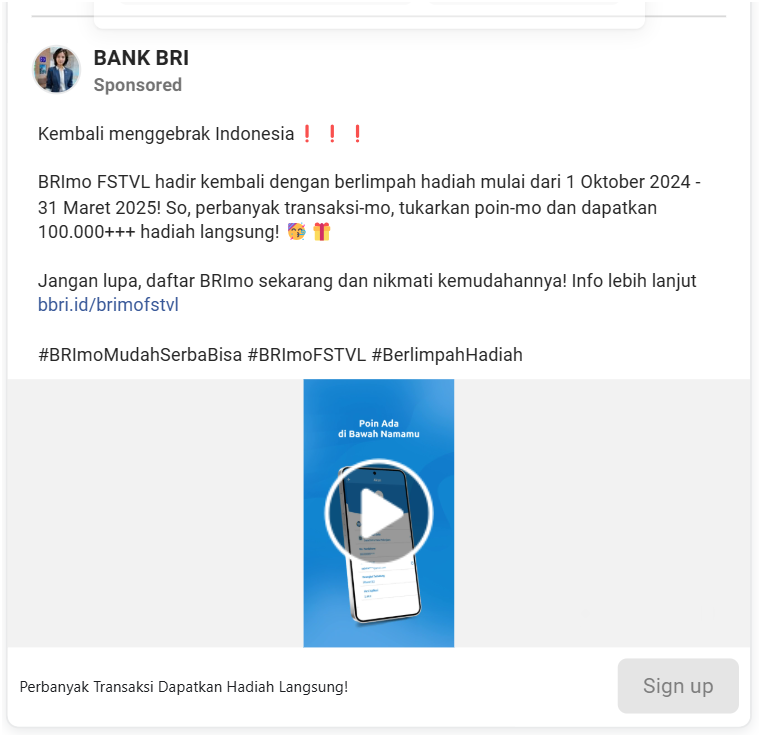 BANK BRI
Sponsored
Kembali menggebrak Indonesia❗❗❗
BRImo FSTVL hadir kembali dengan berlimpah hadiah mulai dari 1 Oktober 2024 -
31 Maret 2025! So, perbanyak transaksi-mo, tukarkan poin-mo dan dapatkan
100.000+++ hadiah langsung! 🥳🎁
Jangan lupa, daftar BRImo sekarang dan nikmati kemudahannya! Info lebih lanjut
bbri.id/brimofstvl
#BRImoMudahSerbaBisa #BRImoFSTVL #BerlimpahHadiah
Poin Ada
di Bawah Namamu
Perbanyak Transaksi Dapatkan Hadiah Langsung!
Sign up